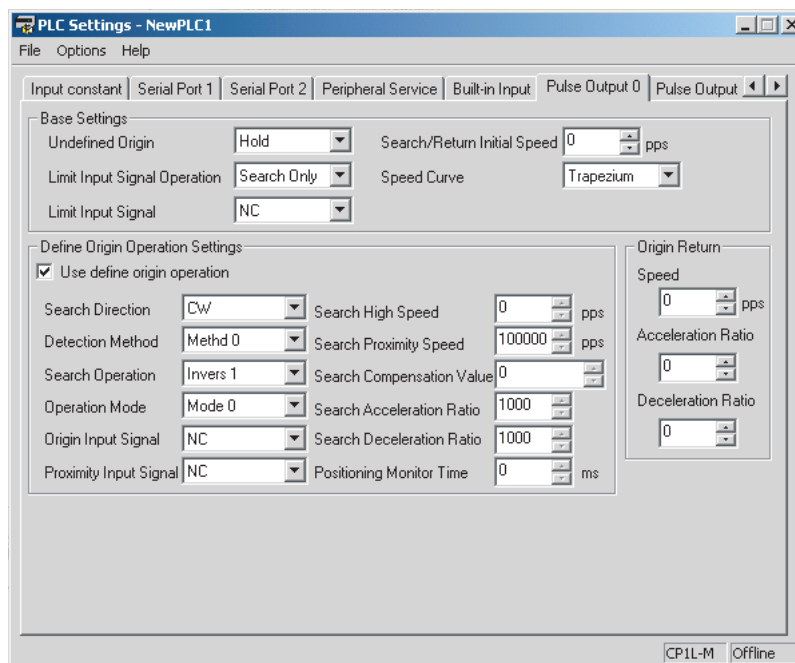 PLC Settings - NewPLC1
File Options Help
Input constant Serial Port 1 Serial Port 2 Peripheral Service Built-in Input Pulse Output 0 Pulse Output
Base Settings
Undefined Origin Hold Search/Return Initial Speed 0 pps
Limit Input Signal Operation Search Only Speed Curve Trapezium
Limit Input Signal NC
Define Origin Operation Settings
Use define origin operation
Search Direction CW Search High Speed 0 pps
Detection Method Methd 0 Search Proximity Speed 100000 pps
Search Operation Invers 1 Search Compensation Value 0
Operation Mode Mode 0 Search Acceleration Ratio 1000
Origin Input Signal NC Search Deceleration Ratio 1000
Proximity Input Signal NC Positioning Monitor Time 0 ms
Origin Return
Speed
0 pps
Acceleration Ratio
0
Deceleration Ratio
0
CP1L-M Offline